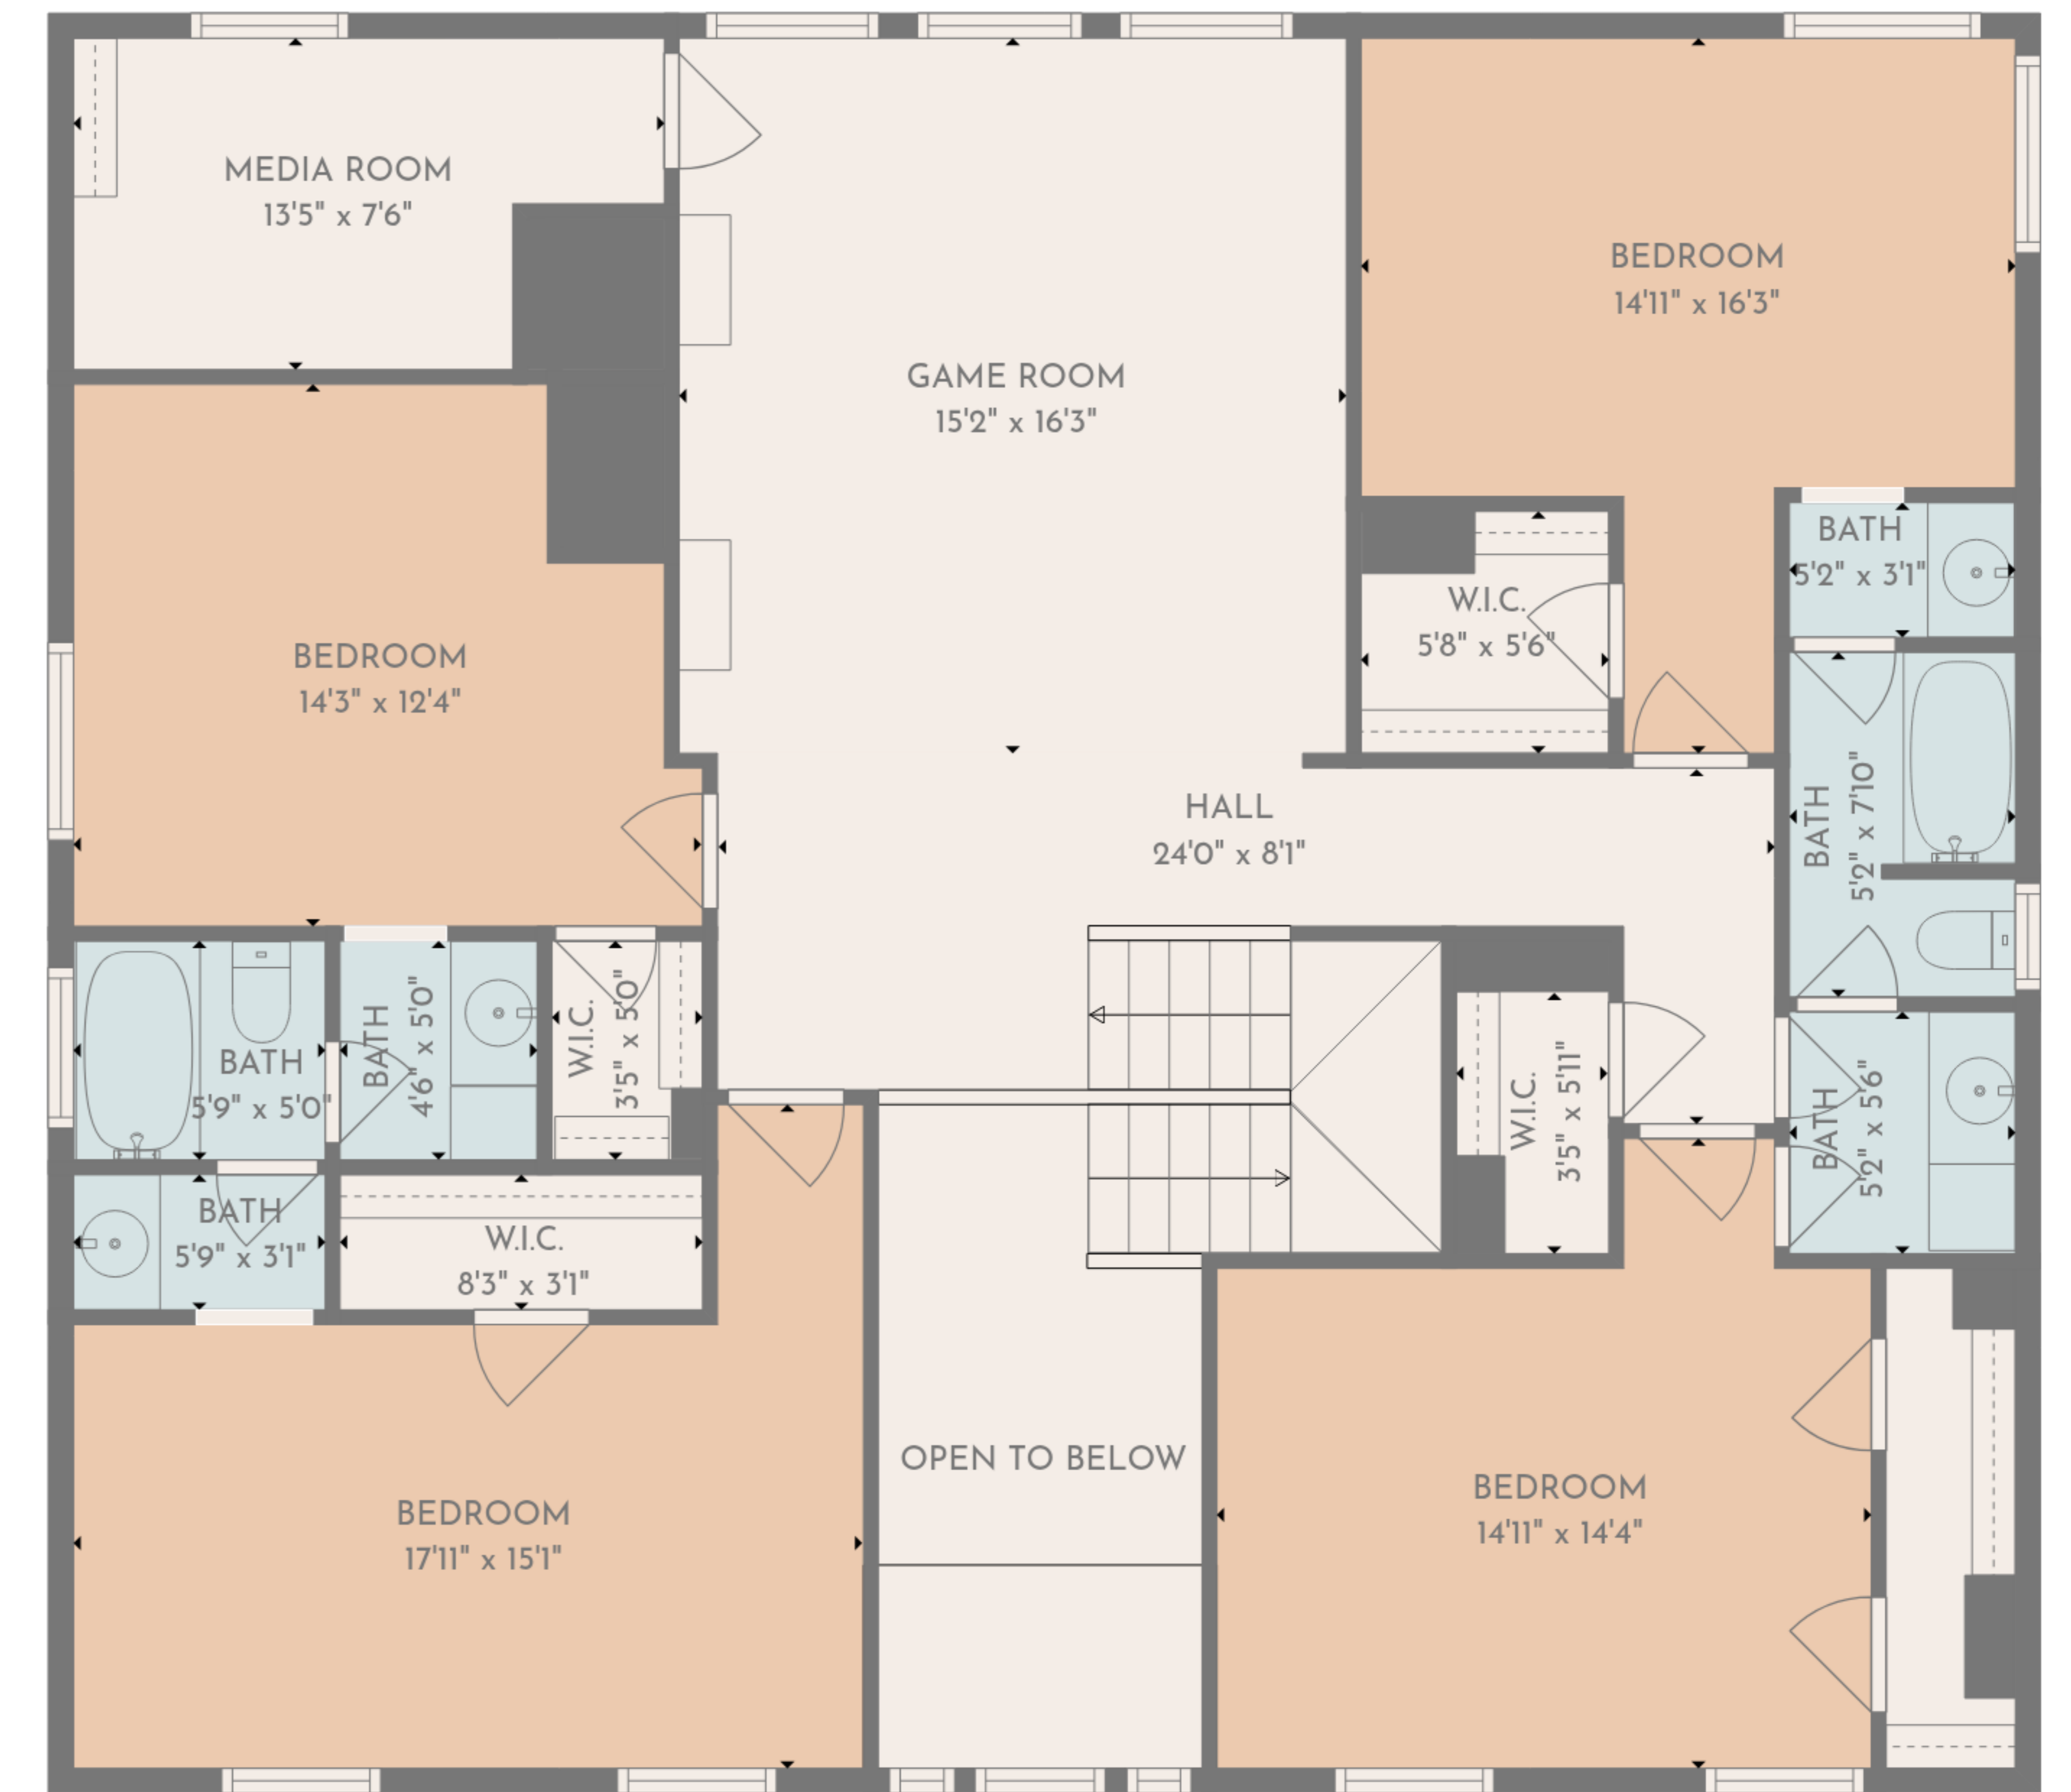 MEDIA ROOM
13'5" x 7'6"
GAME ROOM
15'2" x 16'3"
BEDROOM
14'11" x 16'3"
BATH
5'2" x 3'1"
W.I.C.
5'8" x 5'6"
BEDROOM
14'3" x 12'4"
HALL
24'0" x 8'1"
BATH
5'2" x 7'10"
BATH
5'9" x 5'0"
BATH
4'6" x 5'0"
W.I.C.
3'5" x 5'0"
W.I.C.
3'5" x 5'11"
BATH
5'2" x 5'6"
BATH
5'9" x 3'1"
W.I.C.
8'3" x 3'1"
OPEN TO BELOW
BEDROOM
17'11" x 15'1"
BEDROOM
14'11" x 14'4"